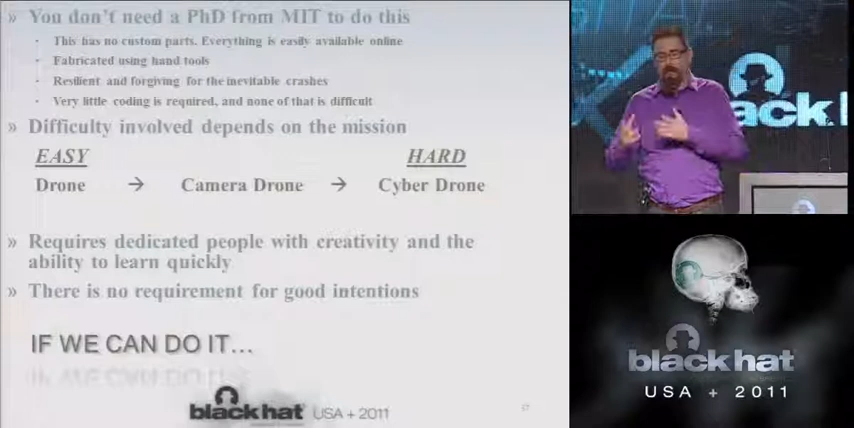 » You don't need a PhD from MIT to do this
· This has no custom parts. Everything is easily available online
· Fabricated using hand tools
· Resilient and forgiving for the inevitable crashes
· Very little coding is required, and none of that is difficult
» Difficulty involved depends on the mission
EASY HARD
Drone → Camera Drone → Cyber Drone
» Requires dedicated people with creativity and the
ability to learn quickly
» There is no requirement for good intentions
IF WE CAN DO IT...
black hat USA + 2011
37
ack.
black hat
USA + 2011